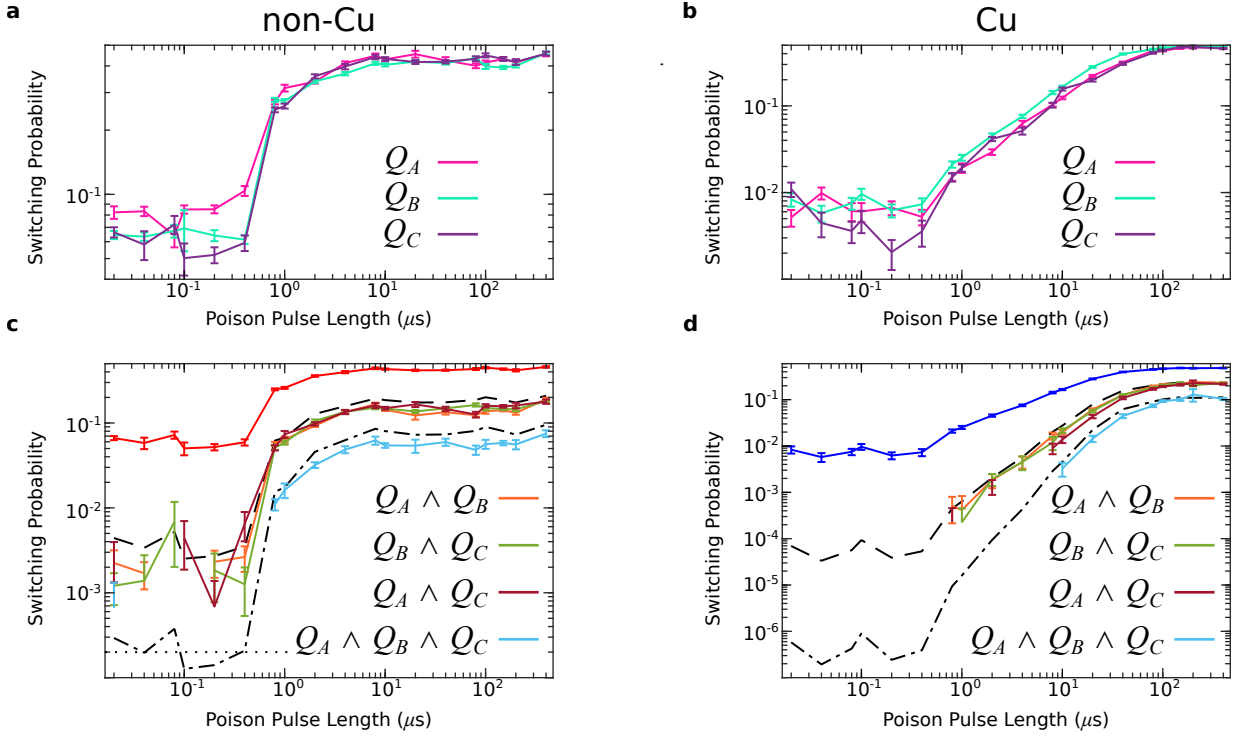 a
non-Cu
Switching Probability
10⁻¹
Q_A
Q_B
Q_C
10⁻¹
10⁰
10¹
10²
Poison Pulse Length (μs)
b
Cu
Switching Probability
10⁻¹
10⁻²
Q_A
Q_B
Q_C
10⁻¹
10⁰
10¹
10²
Poison Pulse Length (μs)
c
Switching Probability
10⁻¹
10⁻²
10⁻³
Q_A ∧ Q_B
Q_B ∧ Q_C
Q_A ∧ Q_C
Q_A ∧ Q_B ∧ Q_C
10⁻¹
10⁰
10¹
10²
Poison Pulse Length (μs)
d
Switching Probability
10⁻¹
10⁻²
10⁻³
10⁻⁴
10⁻⁵
10⁻⁶
Q_A ∧ Q_B
Q_B ∧ Q_C
Q_A ∧ Q_C
Q_A ∧ Q_B ∧ Q_C
10⁻¹
10⁰
10¹
10²
Poison Pulse Length (μs)